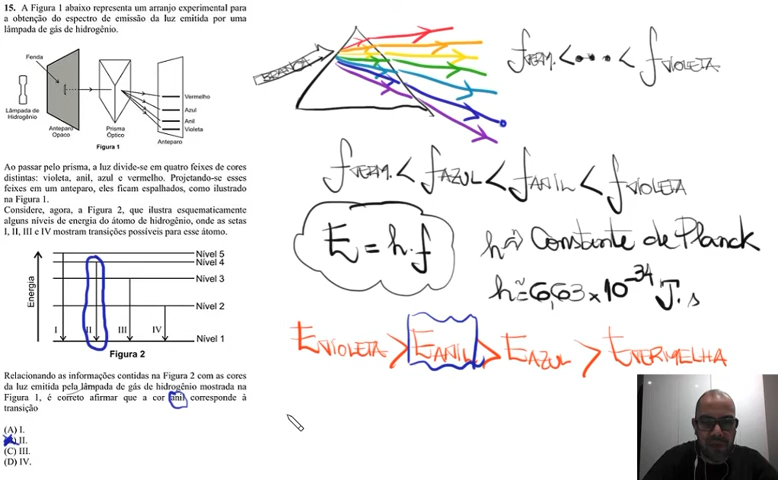 15. A Figura 1 abaixo representa um arranjo experimental para
a obtenção do espectro de emissão da luz emitida por uma
lâmpada de gás de hidrogênio.
Fenda
Lâmpada de
Hidrogênio
Anteparo
Opaco
Prisma
Óptico
Anteparo
Vermelho
Azul
Anil
Violeta
Figura 1
Ao passar pelo prisma, a luz divide-se em quatro feixes de cores
distintas: violeta, anil, azul e vermelho. Projetando-se esses
feixes em um anteparo, eles ficam espalhados, como ilustrado
na Figura 1.
Considere, agora, a Figura 2, que ilustra esquematicamente
alguns níveis de energia do átomo de hidrogênio, onde as setas
I, II, III e IV mostram transições possíveis para esse átomo.
Energia
Nível 5
Nível 4
Nível 3
Nível 2
Nível 1
I II III IV
Figura 2
Relacionando as informações contidas na Figura 2 com as cores
da luz emitida pela lâmpada de gás de hidrogênio mostrada na
Figura 1, é correto afirmar que a cor anil corresponde à
transição
(A) I.
II.
(C) III.
(D) IV.
BRANCA
fVERM. < ... < fVIOLETA
fVERM. < fAZUL < fANIL < fVIOLETA
E = h.f
h → Constante de Planck
h ≅ 6,63 × 10⁻³⁴ J.s
EVIOLETA > EANIL > EAZUL > EVERMELHA